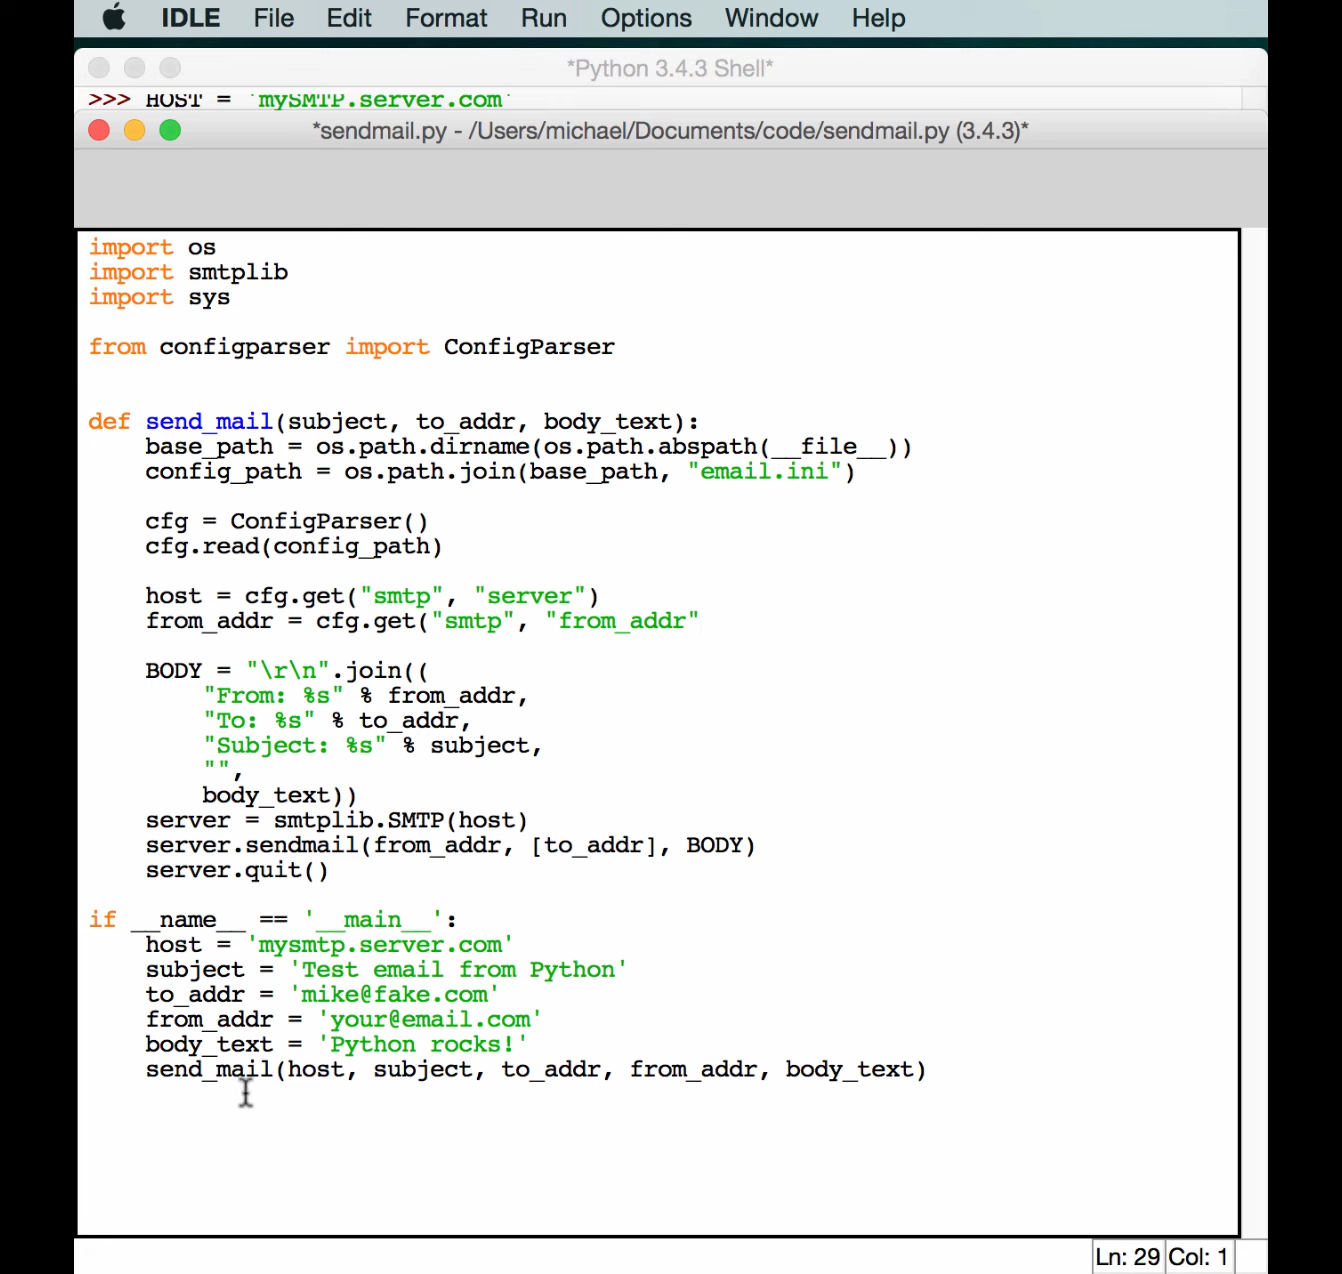 IDLE File Edit Format Run Options Window Help
*Python 3.4.3 Shell*
>>> HOST = 'mySMTP.server.com'
*sendmail.py - /Users/michael/Documents/code/sendmail.py (3.4.3)*
import os
import smtplib
import sys
from configparser import ConfigParser
def send_mail(subject, to_addr, body_text):
base_path = os.path.dirname(os.path.abspath(__file__))
config_path = os.path.join(base_path, "email.ini")
cfg = ConfigParser()
cfg.read(config_path)
host = cfg.get("smtp", "server")
from_addr = cfg.get("smtp", "from_addr"
BODY = "\r\n".join((
"From: %s" % from_addr,
"To: %s" % to_addr,
"Subject: %s" % subject,
"",
body_text))
server = smtplib.SMTP(host)
server.sendmail(from_addr, [to_addr], BODY)
server.quit()
if __name__ == '__main__':
host = 'mysmtp.server.com'
subject = 'Test email from Python'
to_addr = 'mike@fake.com'
from_addr = 'your@email.com'
body_text = 'Python rocks!'
send_mail(host, subject, to_addr, from_addr, body_text)
Ln: 29 Col: 1